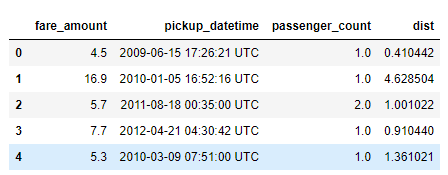 fare_amount pickup_datetime passenger_count dist
0 4.5 2009-06-15 17:26:21 UTC 1.0 0.410442
1 16.9 2010-01-05 16:52:16 UTC 1.0 4.628504
2 5.7 2011-08-18 00:35:00 UTC 2.0 1.001022
3 7.7 2012-04-21 04:30:42 UTC 1.0 0.910440
4 5.3 2010-03-09 07:51:00 UTC 1.0 1.361021